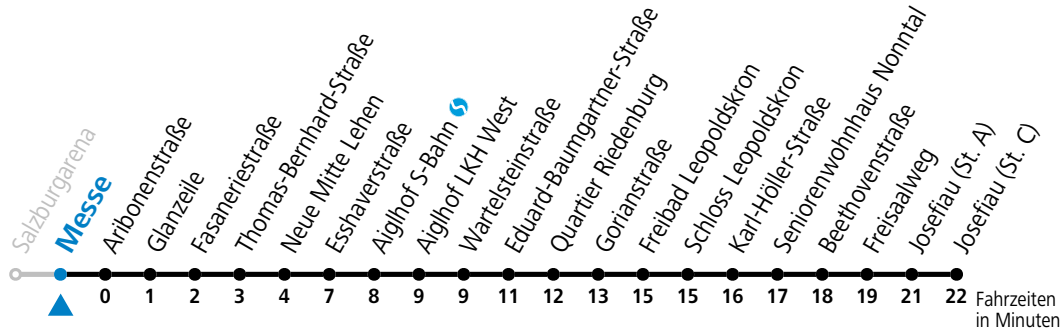 Salzburgarena
Messe
Aribonenstraße
Glanzeile
Fasaneriestraße
Thomas-Bernhard-Straße
Neue Mitte Lehen
Esshaverstraße
Aiglhof S-Bahn
Aiglhof LKH West
Wartelsteinstraße
Eduard-Baumgartner-Straße
Quartier Riedenburg
Gorianstraße
Freibad Leopoldskron
Schloss Leopoldskron
Karl-Höller-Straße
Seniorenwohnhaus Nonntal
Beethovenstraße
Freisaalweg
Josefiau (St. A)
Josefiau (St. C)
0 1 2 3 4 7 8 9 9 11 12 13 15 15 16 17 18 19 21 22 Fahrzeiten
in Minuten